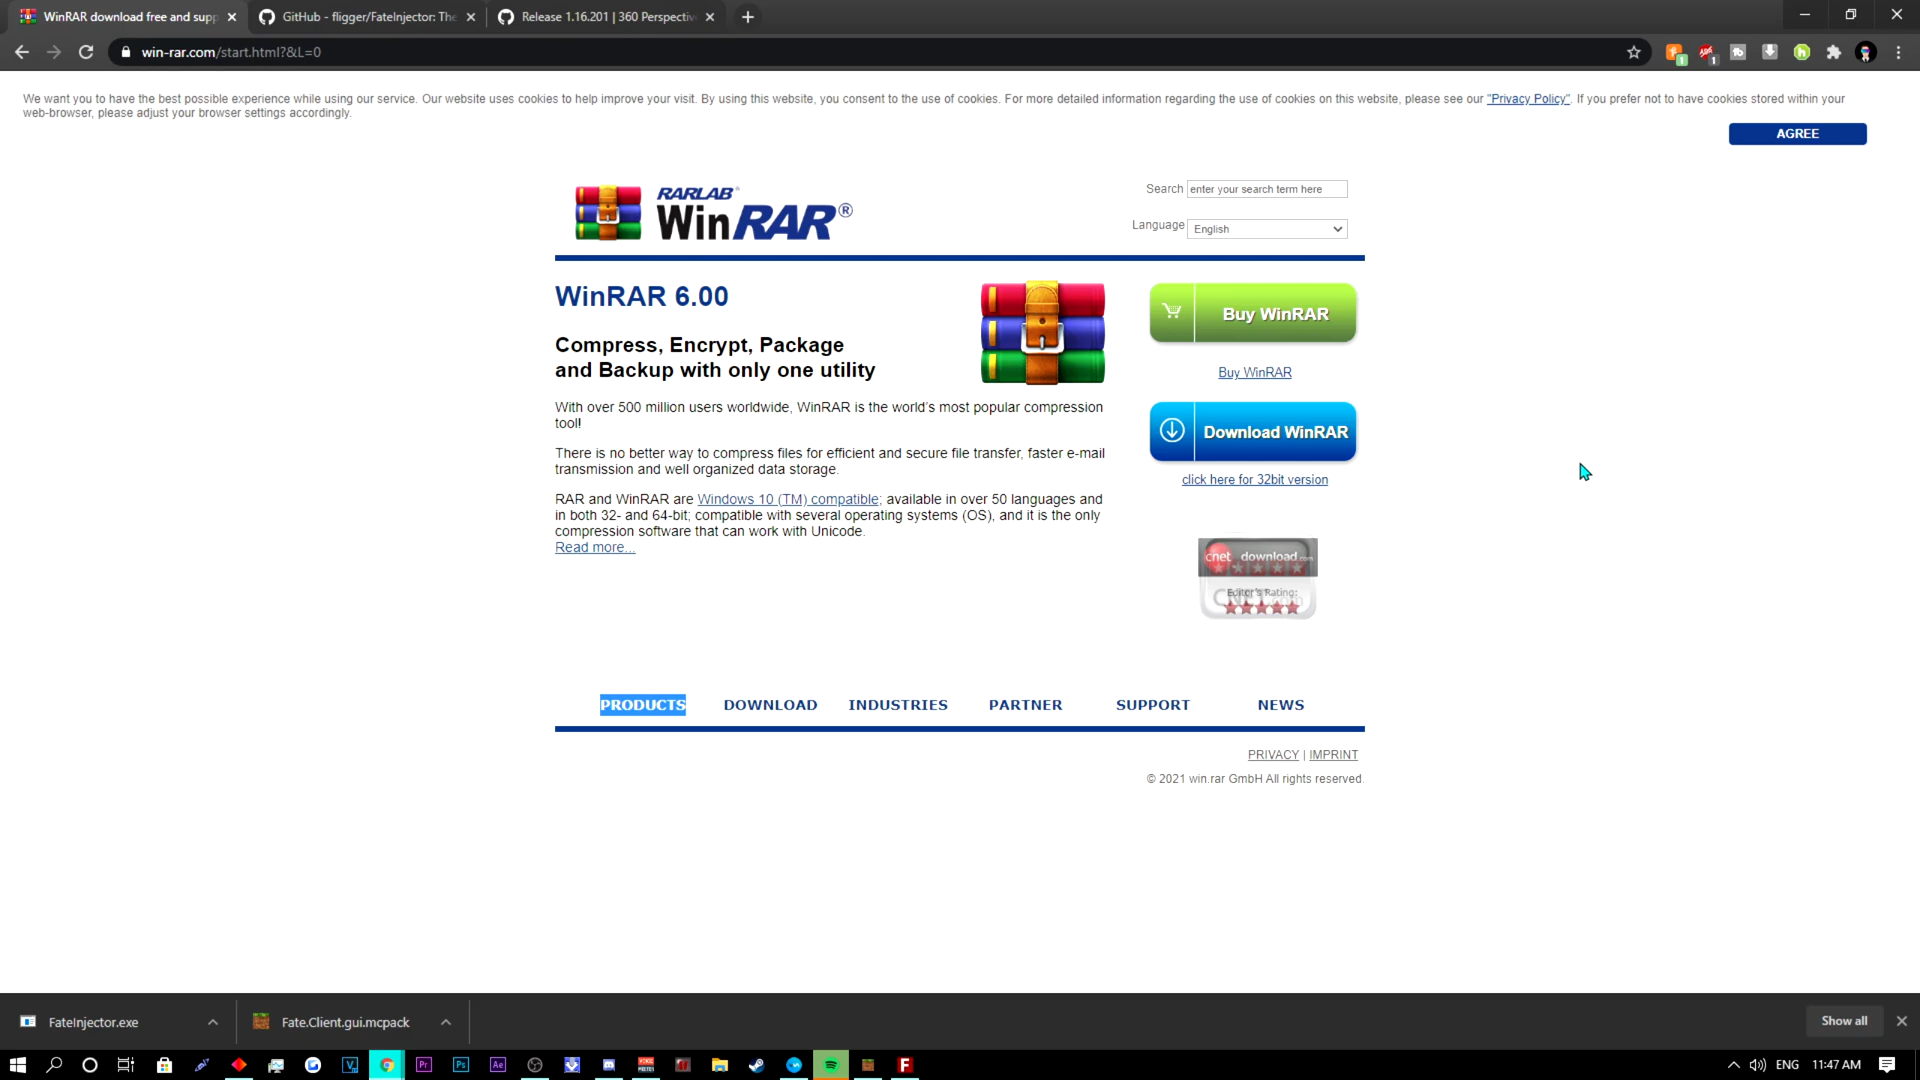 WinRAR download free and supp
GitHub - fligger/FateInjector: The
Release 1.16.201 | 360 Perspectiv
win-rar.com/start.html?&L=0
We want you to have the best possible experience while using our service. Our website uses cookies to help improve your visit. By using this website, you consent to the use of cookies. For more detailed information regarding the use of cookies on this website, please see our "Privacy Policy". If you prefer not to have cookies stored within your
web-browser, please adjust your browser settings accordingly.
AGREE
RARLAB
WinRAR®
Search enter your search term here
Language English
WinRAR 6.00
Compress, Encrypt, Package
and Backup with only one utility
With over 500 million users worldwide, WinRAR is the world's most popular compression
tool!
There is no better way to compress files for efficient and secure file transfer, faster e-mail
transmission and well organized data storage.
RAR and WinRAR are Windows 10 (TM) compatible; available in over 50 languages and
in both 32- and 64-bit; compatible with several operating systems (OS), and it is the only
compression software that can work with Unicode.
Read more...
Buy WinRAR
Buy WinRAR
Download WinRAR
click here for 32bit version
cnet download.com
Editor's Rating:
PRODUCTS DOWNLOAD INDUSTRIES PARTNER SUPPORT NEWS
PRIVACY | IMPRINT
© 2021 win.rar GmbH All rights reserved.
FateInjector.exe
Fate.Client.gui.mcpack
Show all
Pr Ps Ae
ENG 11:47 AM